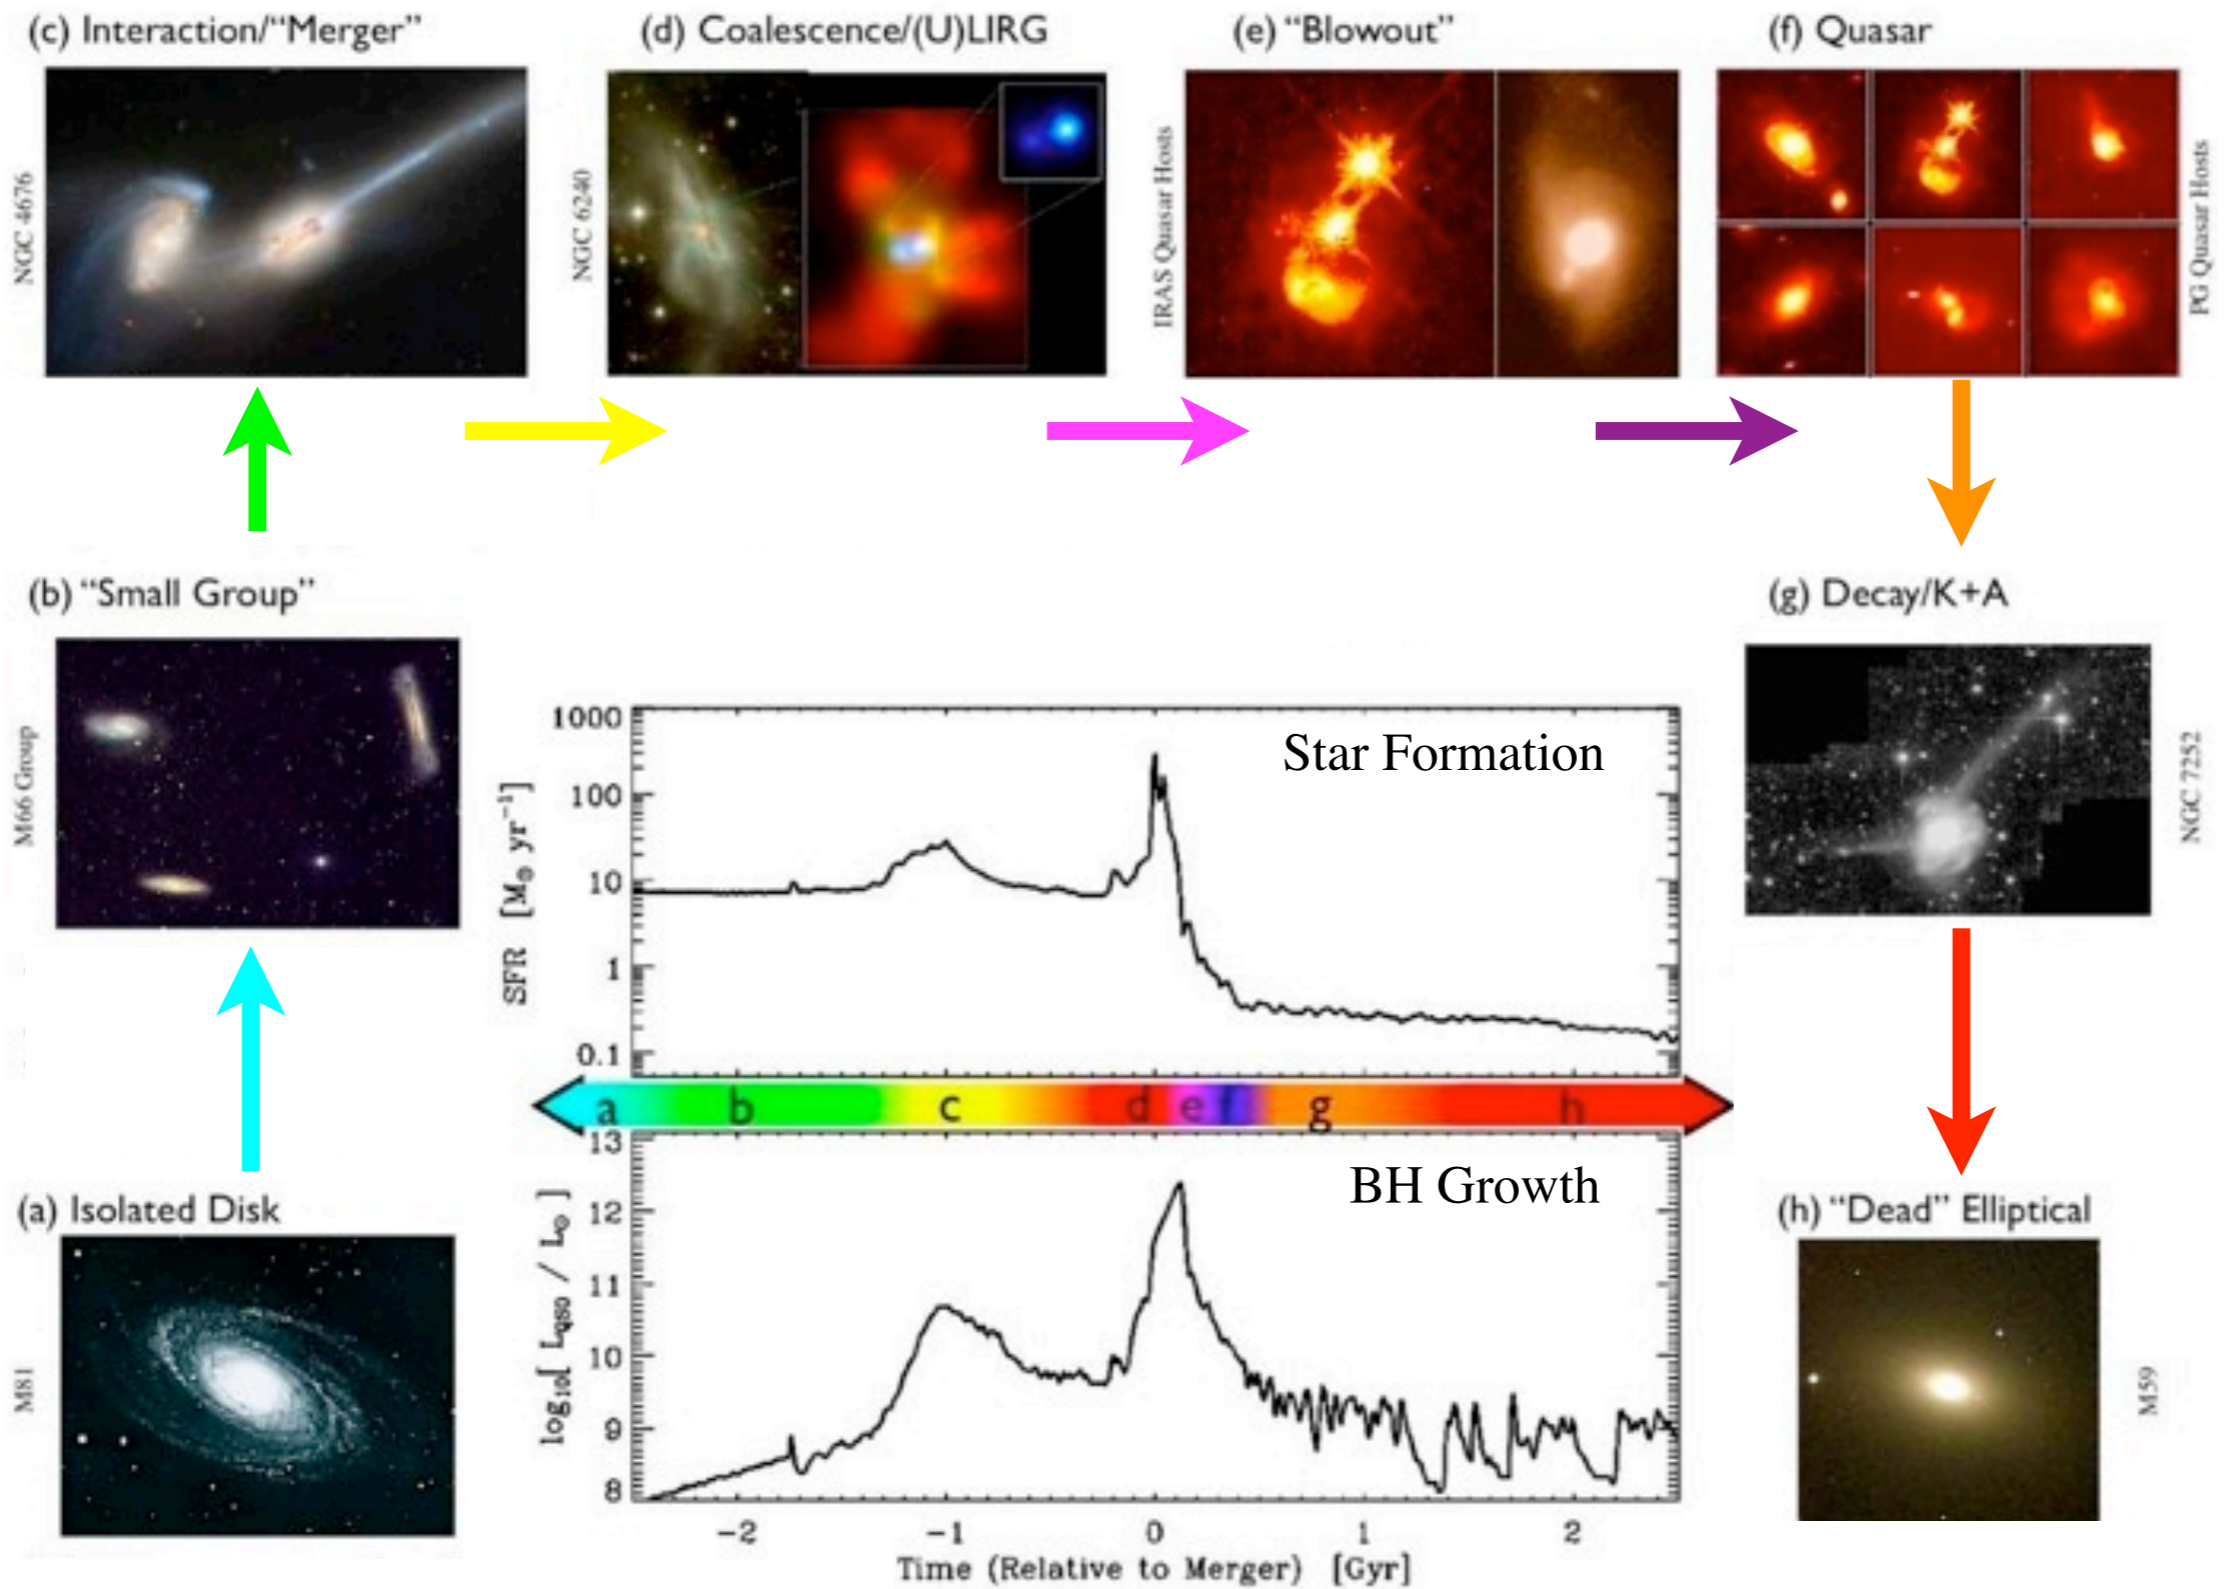 (c) Interaction/“Merger”
(d) Coalescence/(U)LIRG
(e) “Blowout”
(f) Quasar
NGC 4676
NGC 6240
IRAS Quasar Hosts
PG Quasar Hosts
(b) “Small Group”
(g) Decay/K+A
M66 Group
NGC 7252
Star Formation
1000
100
10
1
0.1
SFR [M⊙ yr⁻¹]
a b c d e f g h
BH Growth
13
12
11
10
9
8
log₁₀[ L_QSO / L⊙ ]
−2 −1 0 1 2
Time (Relative to Merger) [Gyr]
(a) Isolated Disk
(h) “Dead” Elliptical
M81
M59